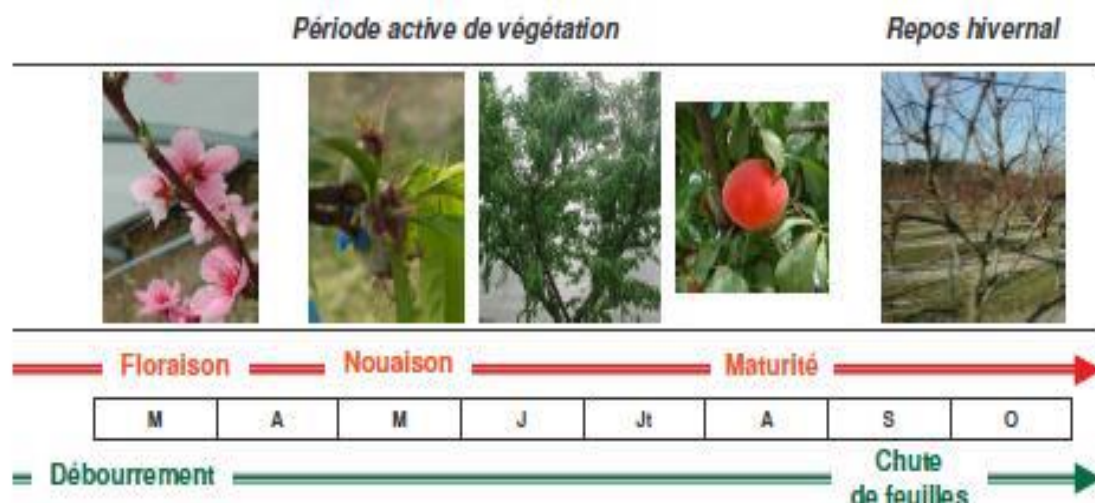 Période active de végétation Repos hivernal
Floraison Nouaison Maturité
M A M J Jt A S O
Débourrement Chute
de feuilles